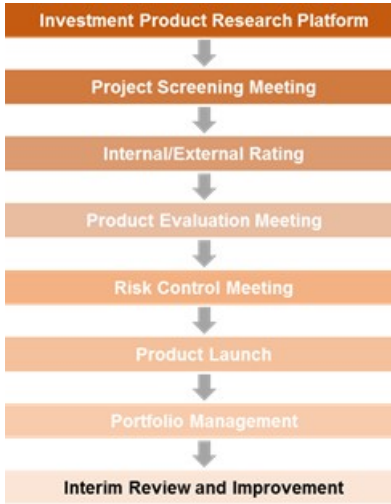 Investment Product Research Platform
Project Screening Meeting
Internal/External Rating
Product Evaluation Meeting
Risk Control Meeting
Product Launch
Portfolio Management
Interim Review and Improvement